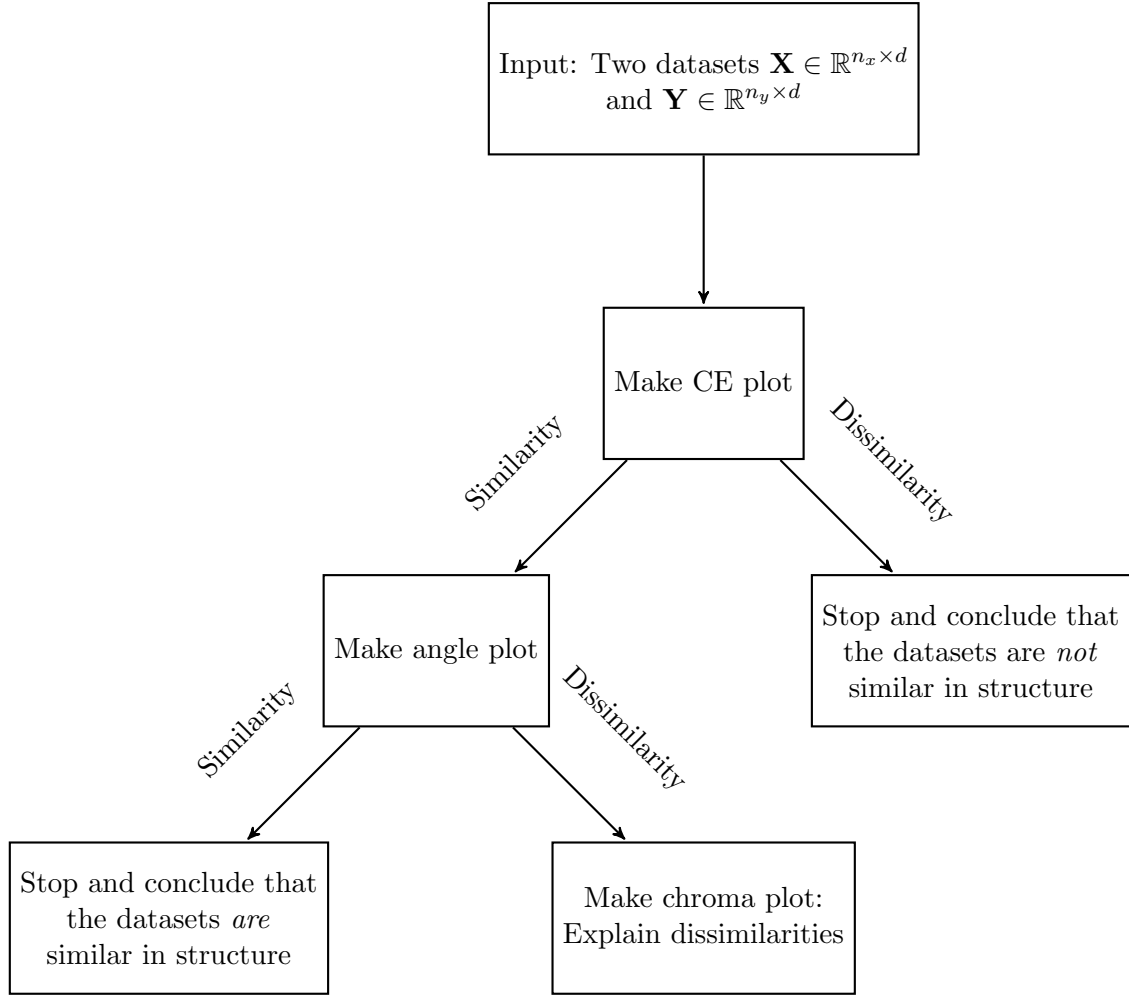 Input: Two datasets X ∈ ℝ^{n_x×d}
and Y ∈ ℝ^{n_y×d}
Make CE plot
Similarity
Dissimilarity
Make angle plot
Stop and conclude that
the datasets are not
similar in structure
Similarity
Dissimilarity
Stop and conclude that
the datasets are
similar in structure
Make chroma plot:
Explain dissimilarities